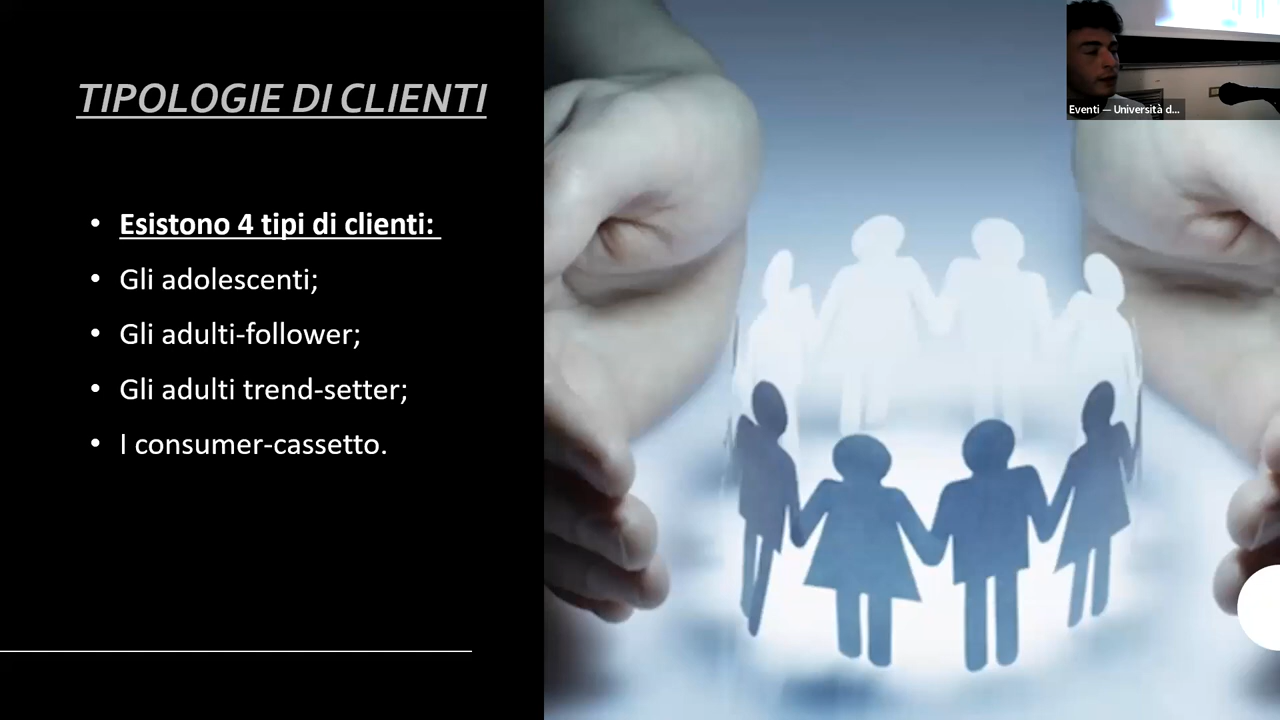 TIPOLOGIE DI CLIENTI
Esistono 4 tipi di clienti:
Gli adolescenti;
Gli adulti-follower;
Gli adulti trend-setter;
I consumer-cassetto.
Eventi — Università d...